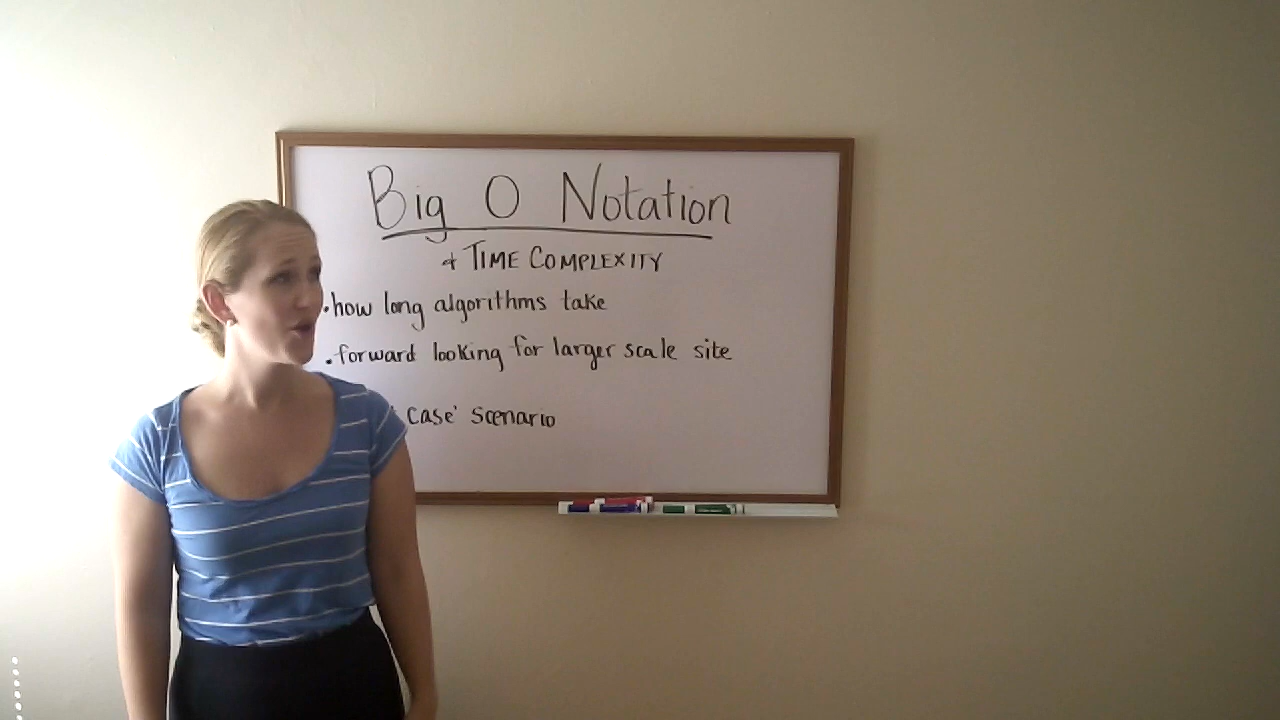 Big O Notation
+ TIME COMPLEXITY
• how long algorithms take
• forward looking for larger scale site
case' scenario